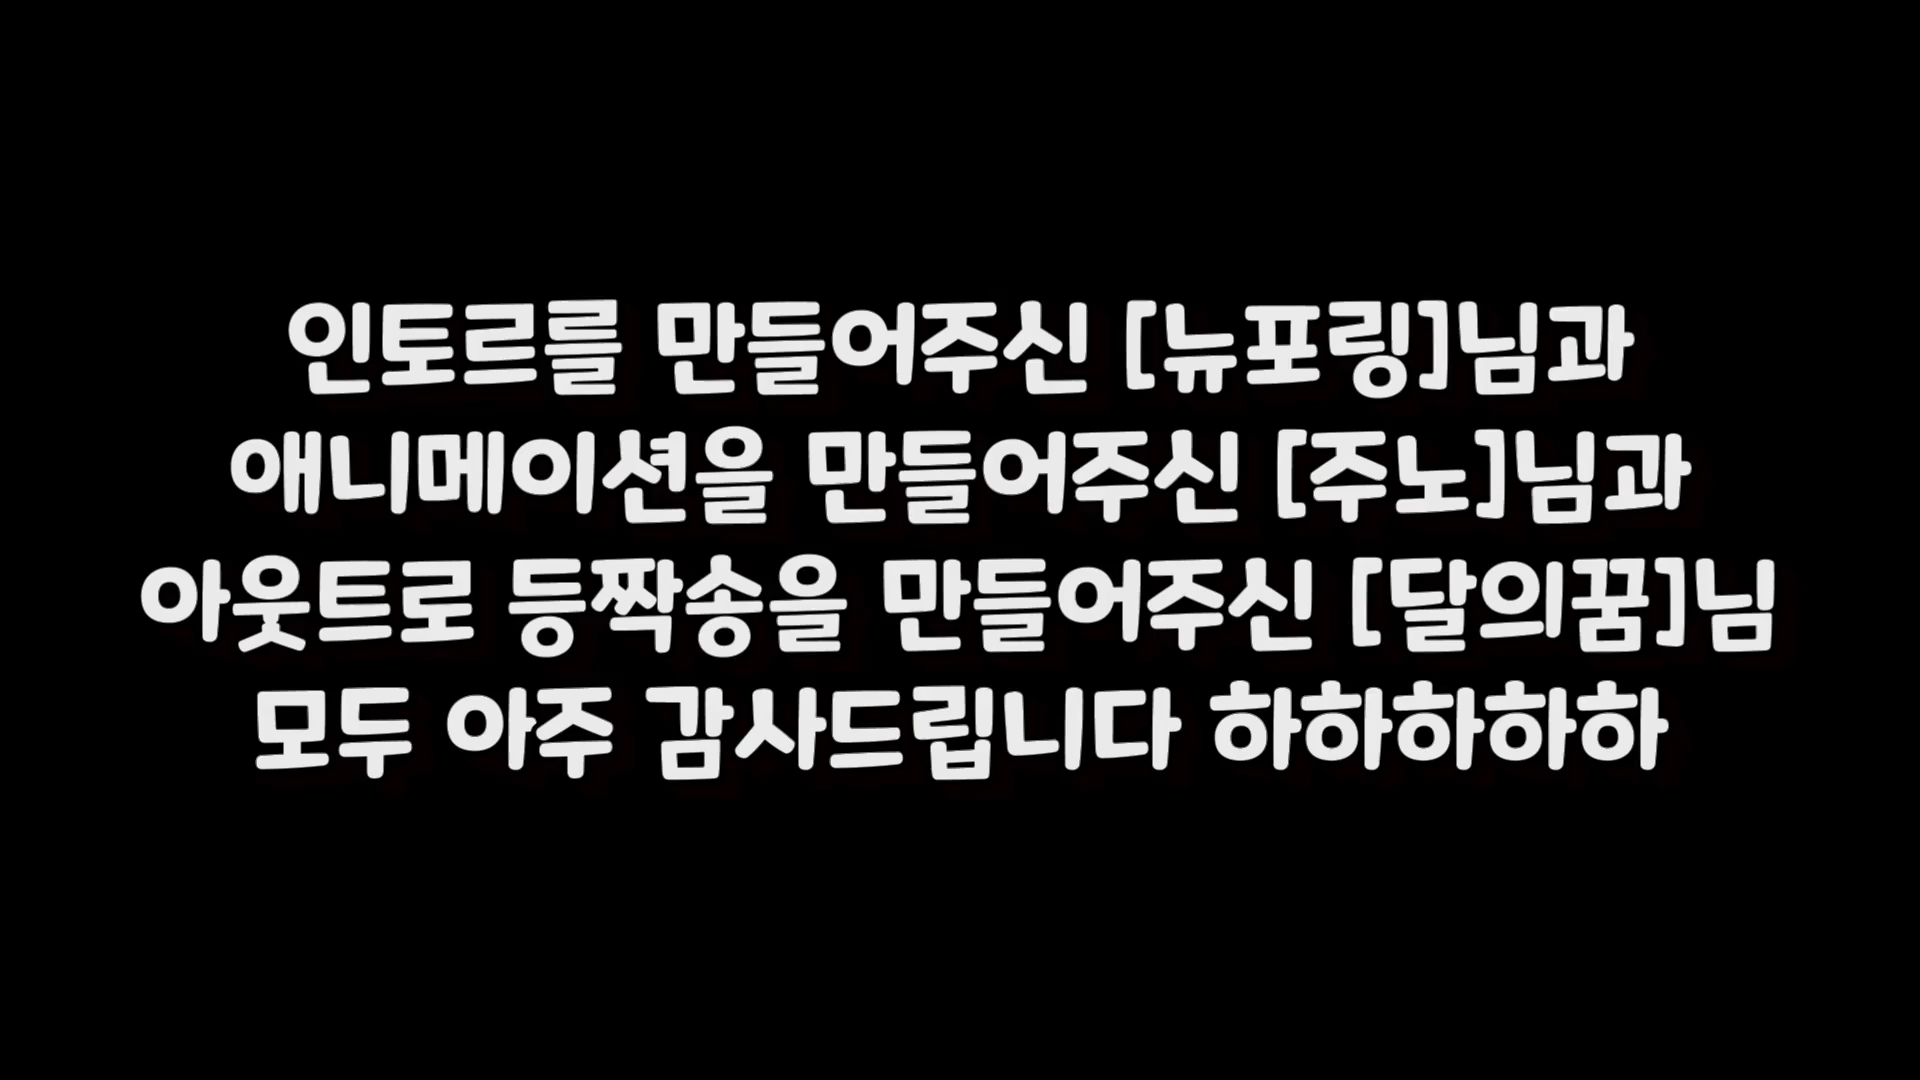 인토르를 만들어주신 [뉴포링]님과
애니메이션을 만들어주신 [주노]님과
아웃트로 등짝송을 만들어주신 [달의꿈]님
모두 아주 감사드립니다 하하하하하